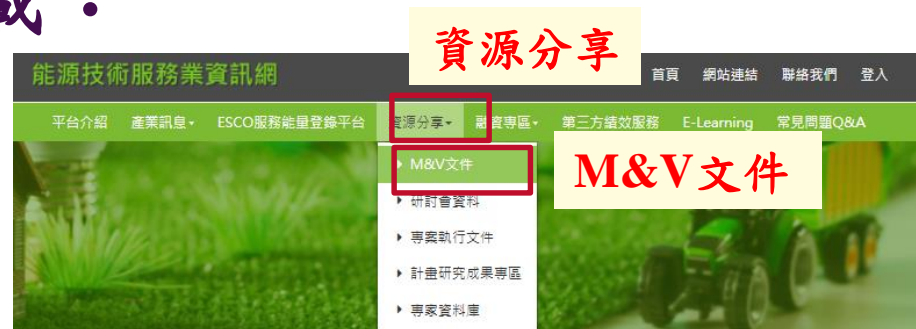 ：
資源分享
能源技術服務業資訊網
首頁 網站連結 聯絡我們 登入
平台介紹 產業訊息 ESCO服務能量登錄平台 資源分享 融資專區 第三方績效服務 E-Learning 常見問題Q&A
M&V文件
M&V文件
研討會資料
專案執行文件
計畫研究成果專區
專家資料庫